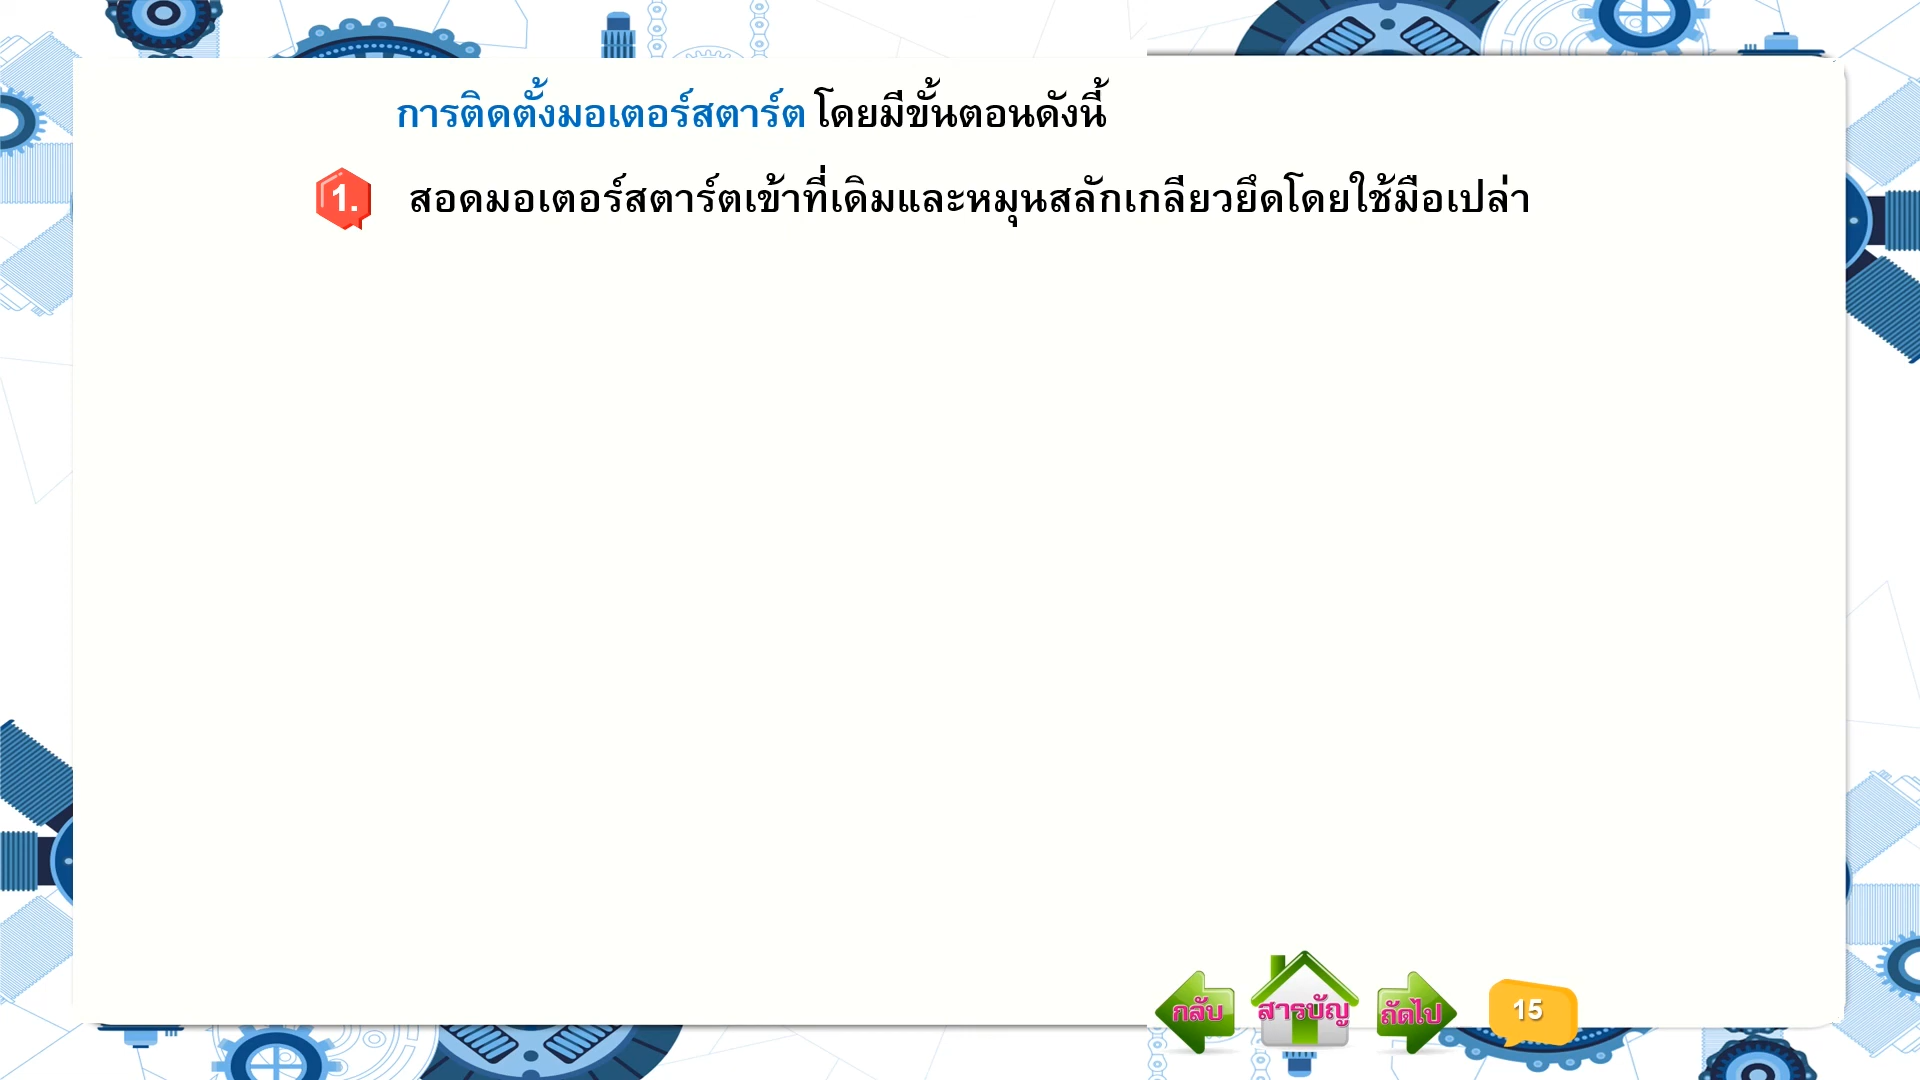 การติดตั้งมอเตอร์สตาร์ต โดยมีขั้นตอนดังนี้
1. สอดมอเตอร์สตาร์ตเข้าที่เดิมและหมุนสลักเกลียวยึดโดยใช้มือเปล่า
กลับ สารบัญ ถัดไป 15